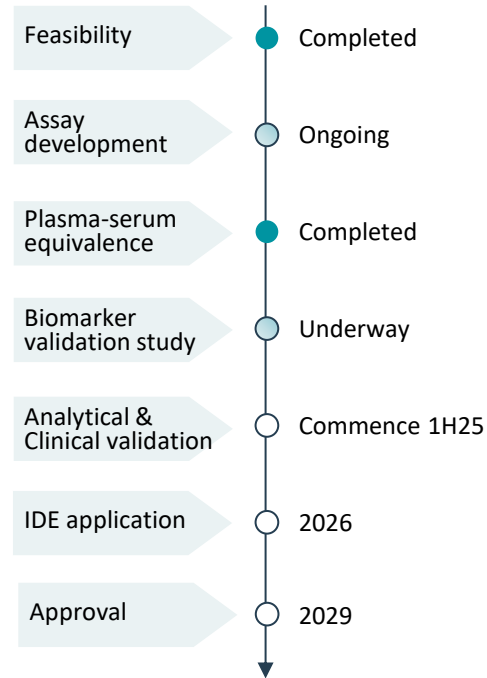 Feasibility
Completed
Assay
development
Ongoing
Plasma-serum
equivalence
Completed
Biomarker
validation study
Underway
Analytical &
Clinical validation
Commence 1H25
IDE application
2026
Approval
2029